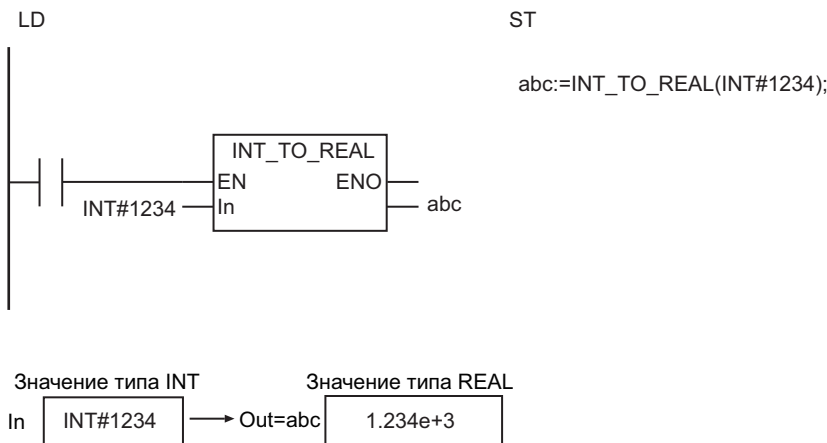 LD
ST
abc:=INT_TO_REAL(INT#1234);
INT_TO_REAL
EN ENO
INT#1234 In abc
Значение типа INT Значение типа REAL
In INT#1234 Out=abc 1.234e+3